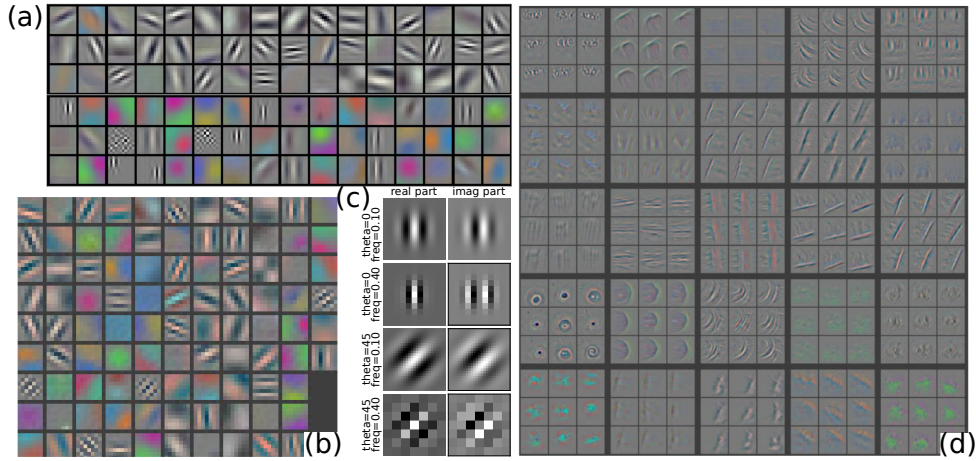 (a)
(c)
real part
imag part
theta=0
freq=0.10
theta=0
freq=0.40
theta=45
freq=0.10
theta=45
freq=0.40
(b)
(d)